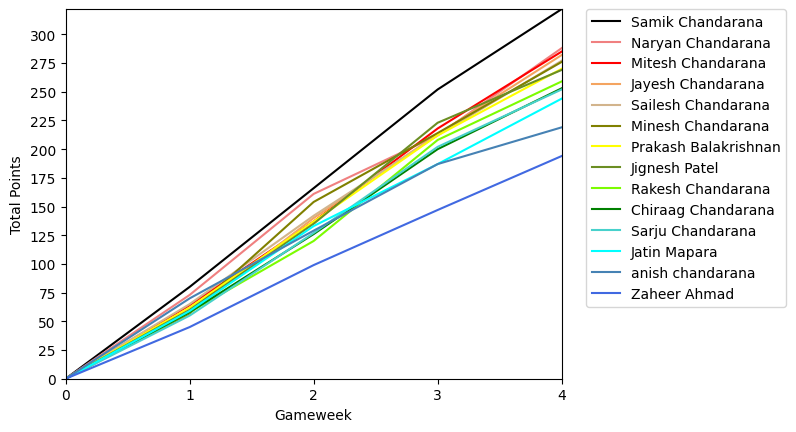 Total Points
300
275
250
225
200
175
150
125
100
75
50
25
0
0 1 2 3 4
Gameweek
Samik Chandarana
Naryan Chandarana
Mitesh Chandarana
Jayesh Chandarana
Sailesh Chandarana
Minesh Chandarana
Prakash Balakrishnan
Jignesh Patel
Rakesh Chandarana
Chiraag Chandarana
Sarju Chandarana
Jatin Mapara
anish chandarana
Zaheer Ahmad